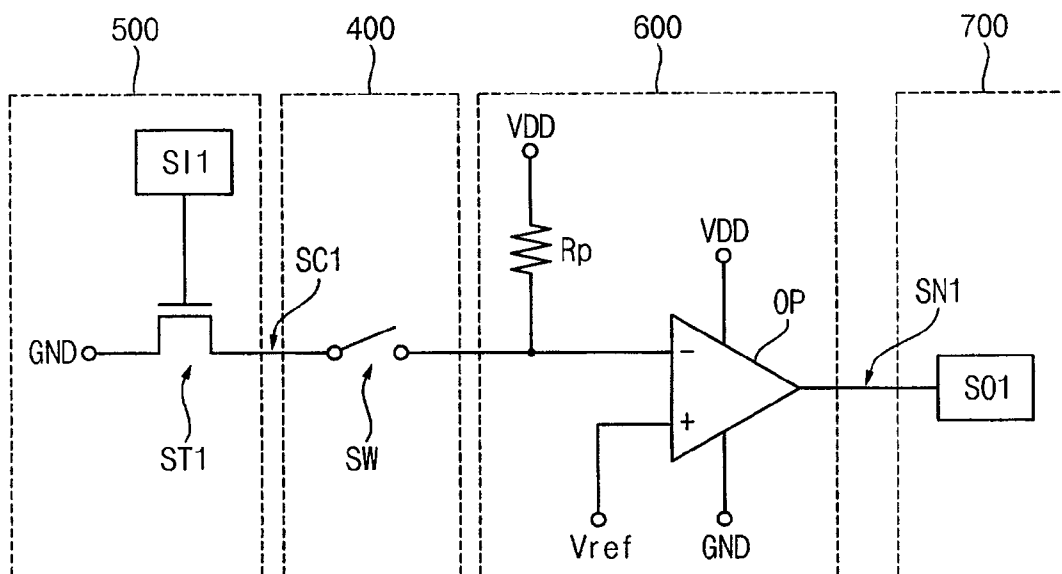 500
400
600
700
SI1
VDD
Rp
VDD
SC1
OP
SN1
GND
−
SO1
ST1
SW
+
Vref
GND